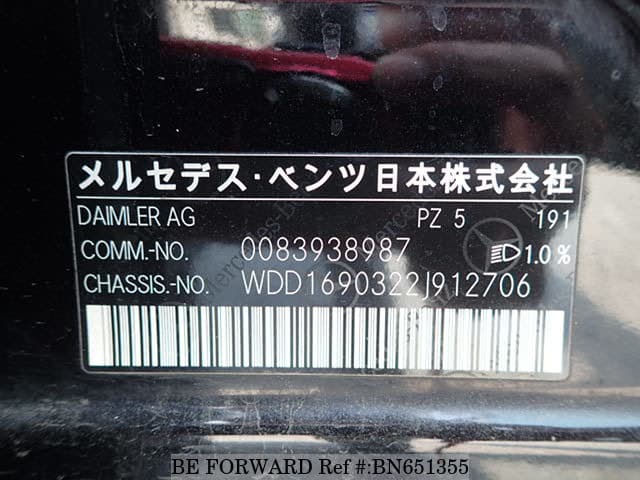 メルセデス・ベンツ日本株式会社
DAIMLER AG PZ 5 191
COMM.-NO. 0083938987 1.0%
CHASSIS.-NO. WDD1690322J912706
BE FORWARD Ref #:BN651355